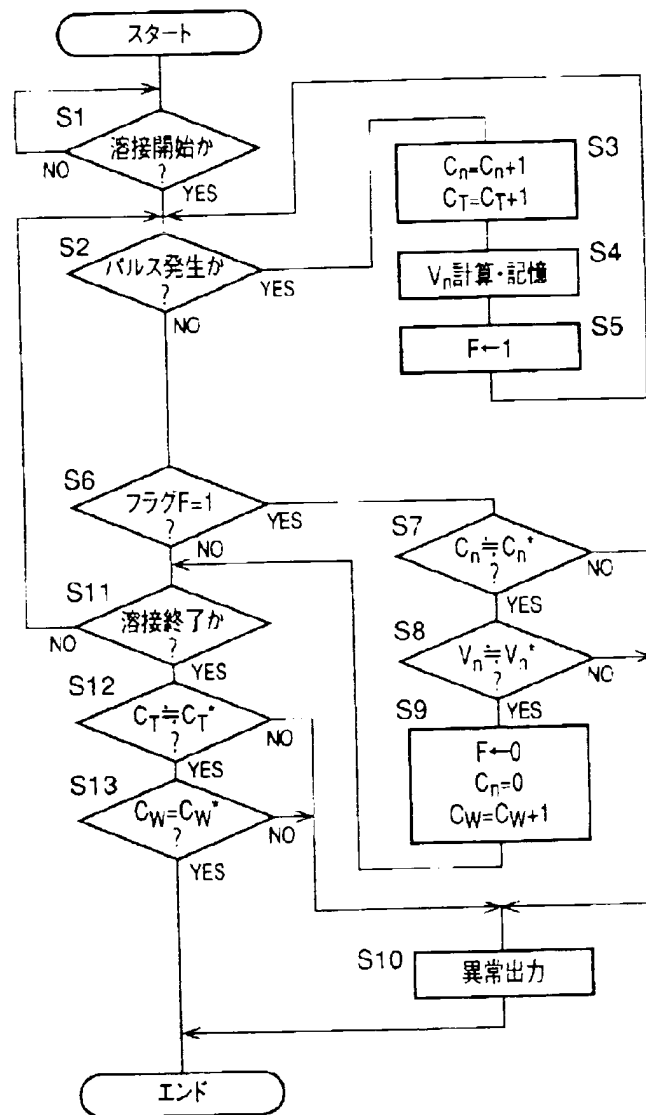 スタート
S1
溶接開始か
?
NO
YES
S2
パルス発生か
?
YES
NO
S3
Cn=Cn+1
CT=CT+1
S4
Vn計算・記憶
S5
F←1
S6
フラグF=1
?
YES
NO
S7
Cn≒Cn*
?
NO
YES
S8
Vn≒Vn*
?
NO
YES
S9
F←0
Cn=0
CW=CW+1
S11
溶接終了か
?
NO
YES
S12
CT≒CT*
?
NO
YES
S13
CW=CW*
?
NO
YES
S10
異常出力
エンド